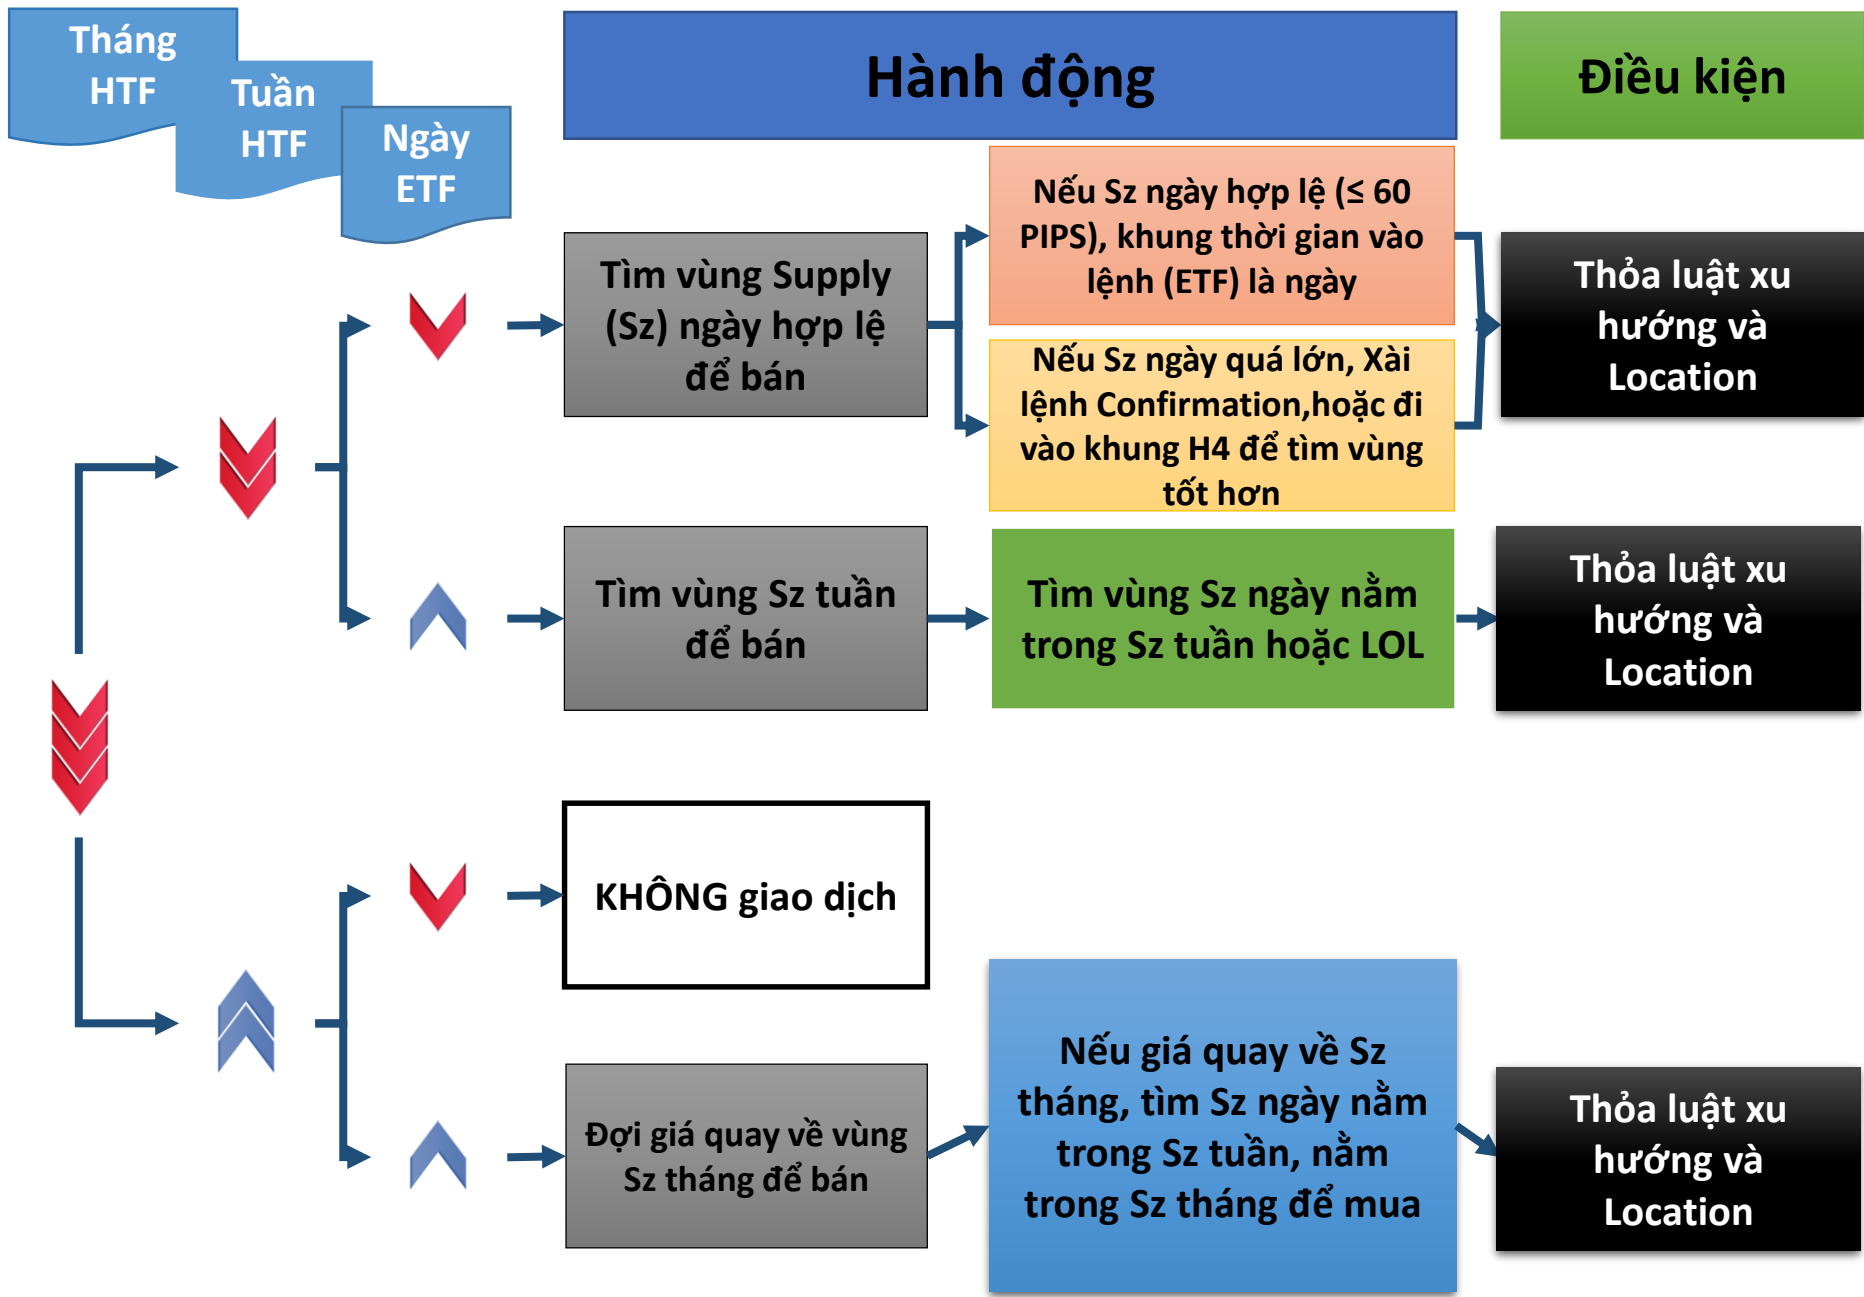 Tháng
HTF
Tuần
HTF
Ngày
ETF
Hành động
Điều kiện
Tìm vùng Supply
(Sz) ngày hợp lệ
để bán
Nếu Sz ngày hợp lệ (≤ 60
PIPS), khung thời gian vào
lệnh (ETF) là ngày
Nếu Sz ngày quá lớn, Xài
lệnh Confirmation,hoặc đi
vào khung H4 để tìm vùng
tốt hơn
Thỏa luật xu
hướng và
Location
Tìm vùng Sz tuần
để bán
Tìm vùng Sz ngày nằm
trong Sz tuần hoặc LOL
Thỏa luật xu
hướng và
Location
KHÔNG giao dịch
Đợi giá quay về vùng
Sz tháng để bán
Nếu giá quay về Sz
tháng, tìm Sz ngày nằm
trong Sz tuần, nằm
trong Sz tháng để mua
Thỏa luật xu
hướng và
Location